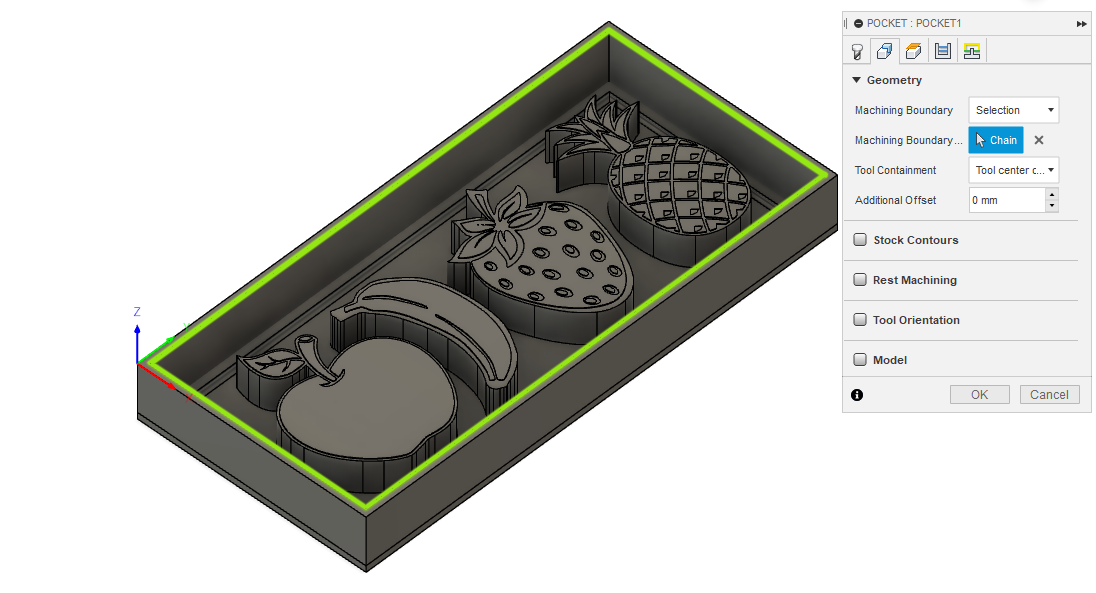 POCKET : POCKET1
Geometry
Machining Boundary Selection
Machining Boundary... Chain
Tool Containment Tool center c...
Additional Offset 0 mm
Stock Contours
Rest Machining
Tool Orientation
Model
OK Cancel
Z